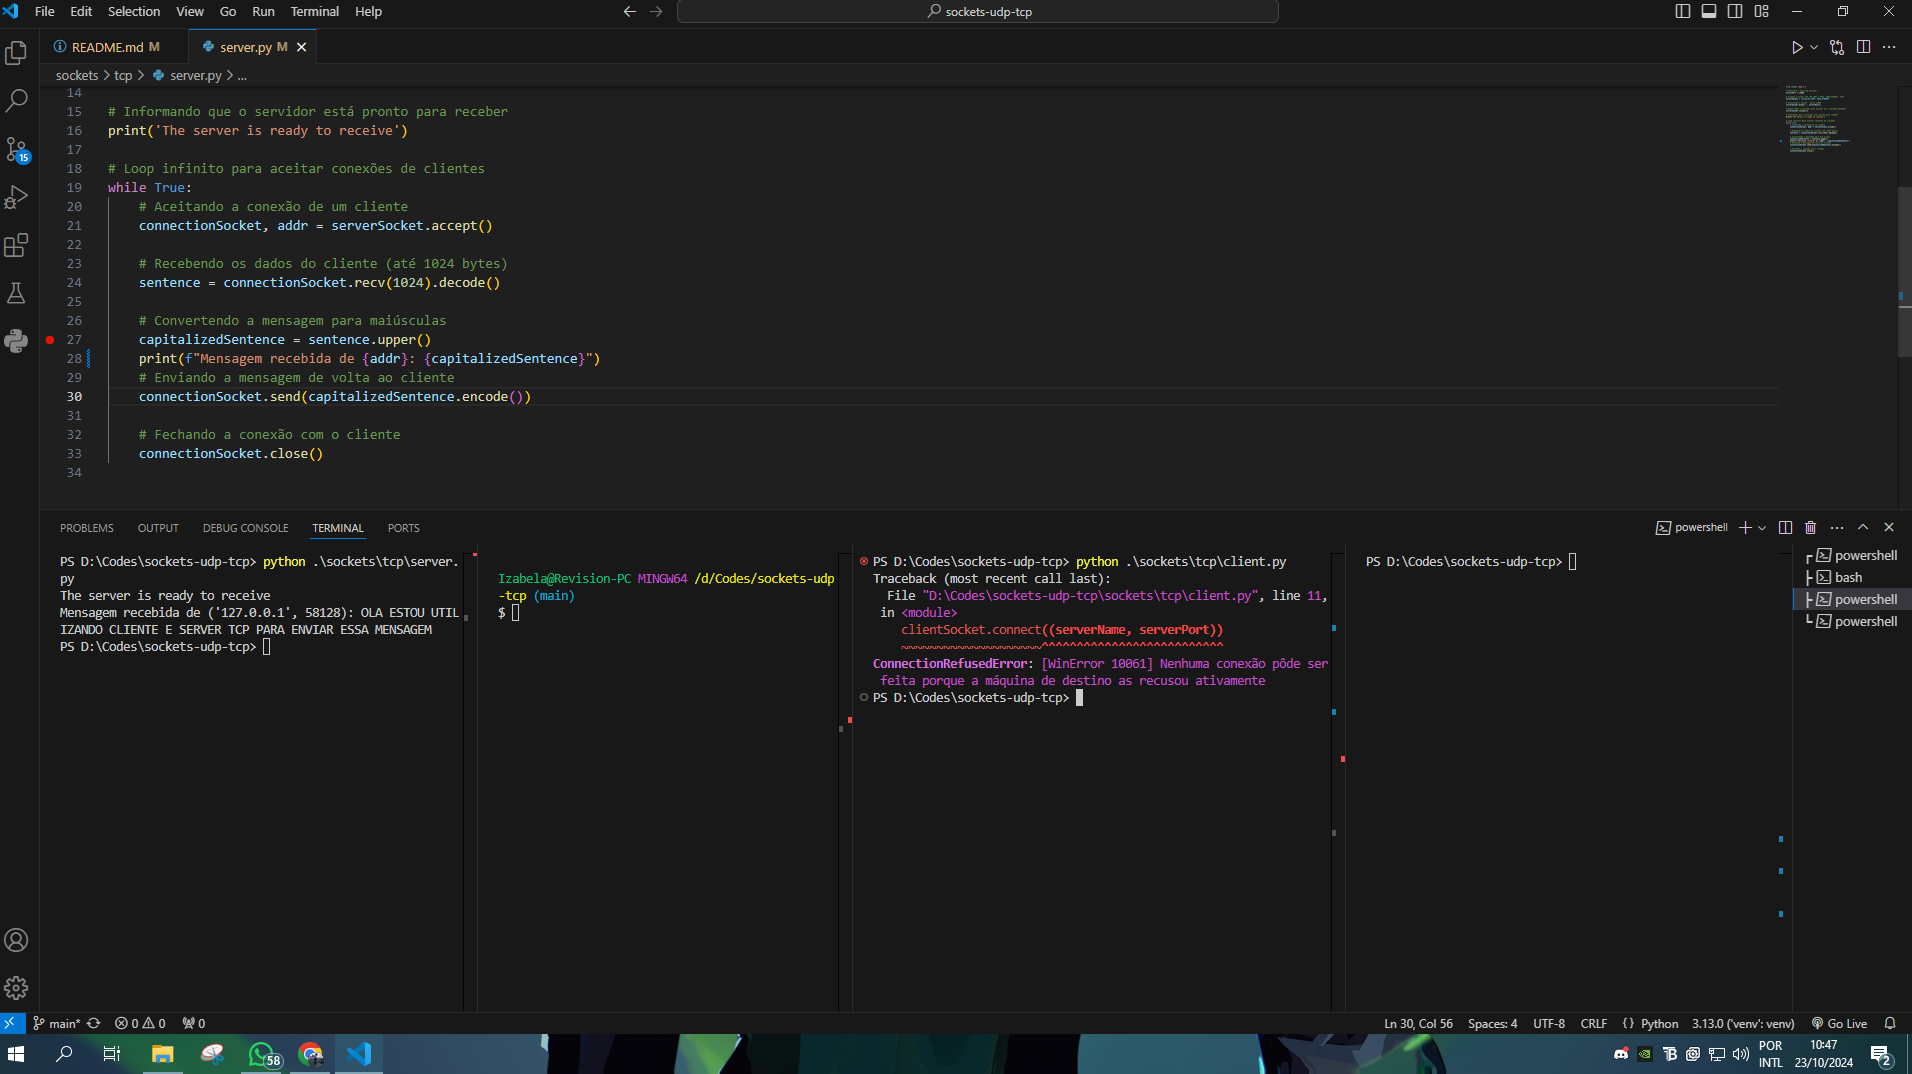 File Edit Selection View Go Run Terminal Help
sockets-udp-tcp
README.md M
server.py M
sockets > tcp > server.py > ...
14
15 # Informando que o servidor está pronto para receber
16 print('The server is ready to receive')
17
18 # Loop infinito para aceitar conexões de clientes
19 while True:
20 # Aceitando a conexão de um cliente
21 connectionSocket, addr = serverSocket.accept()
22
23 # Recebendo os dados do cliente (até 1024 bytes)
24 sentence = connectionSocket.recv(1024).decode()
25
26 # Convertendo a mensagem para maiúsculas
27 capitalizedSentence = sentence.upper()
28 print(f"Mensagem recebida de {addr}: {capitalizedSentence}")
29 # Enviando a mensagem de volta ao cliente
30 connectionSocket.send(capitalizedSentence.encode())
31
32 # Fechando a conexão com o cliente
33 connectionSocket.close()
34
15
PROBLEMS OUTPUT DEBUG CONSOLE TERMINAL PORTS
powershell
PS D:\Codes\sockets-udp-tcp> python .\sockets\tcp\server.
py
The server is ready to receive
Mensagem recebida de ('127.0.0.1', 58128): OLA ESTOU UTIL
IZANDO CLIENTE E SERVER TCP PARA ENVIAR ESSA MENSAGEM
PS D:\Codes\sockets-udp-tcp>
Izabela@Revision-PC MINGW64 /d/Codes/sockets-udp
-tcp (main)
$
PS D:\Codes\sockets-udp-tcp> python .\sockets\tcp\client.py
Traceback (most recent call last):
File "D:\Codes\sockets-udp-tcp\sockets\tcp\client.py", line 11,
in <module>
clientSocket.connect((serverName, serverPort))
~~~~~~~~~~~~~~~~~~~~^^^^^^^^^^^^^^^^^^^^^^^^^^
ConnectionRefusedError: [WinError 10061] Nenhuma conexão pôde ser
feita porque a máquina de destino as recusou ativamente
PS D:\Codes\sockets-udp-tcp>
PS D:\Codes\sockets-udp-tcp>
powershell
bash
powershell
powershell
main* 0 0 0
Ln 30, Col 56 Spaces: 4 UTF-8 CRLF {} Python 3.13.0 ('venv': venv) Go Live
58
POR
INTL
10:47
23/10/2024
2